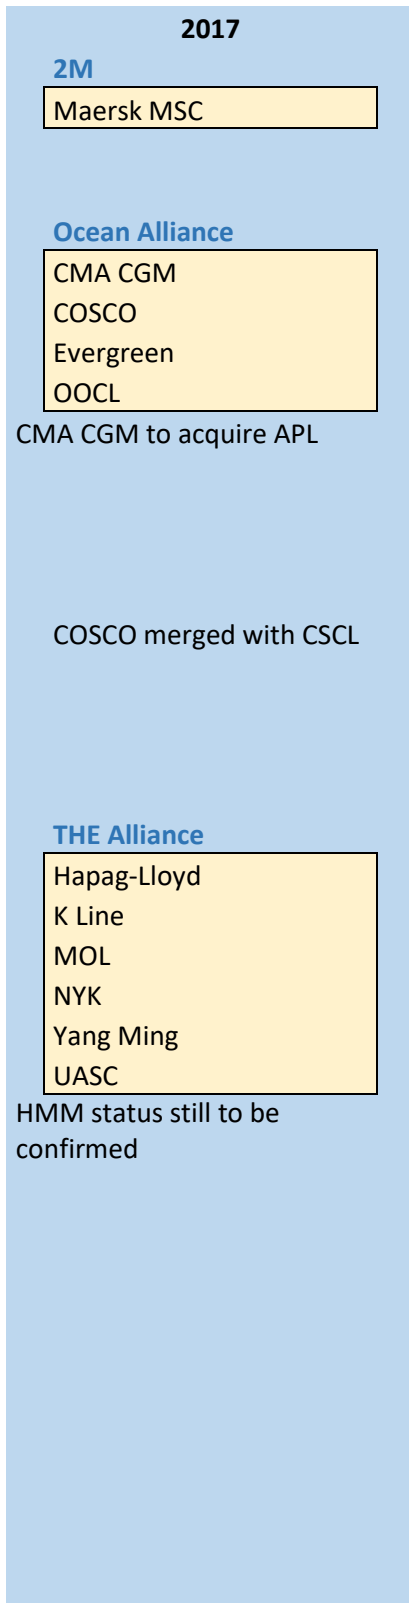 2017
2M
Maersk MSC
Ocean Alliance
CMA CGM
COSCO
Evergreen
OOCL
CMA CGM to acquire APL
COSCO merged with CSCL
THE Alliance
Hapag-Lloyd
K Line
MOL
NYK
Yang Ming
UASC
HMM status still to be
confirmed